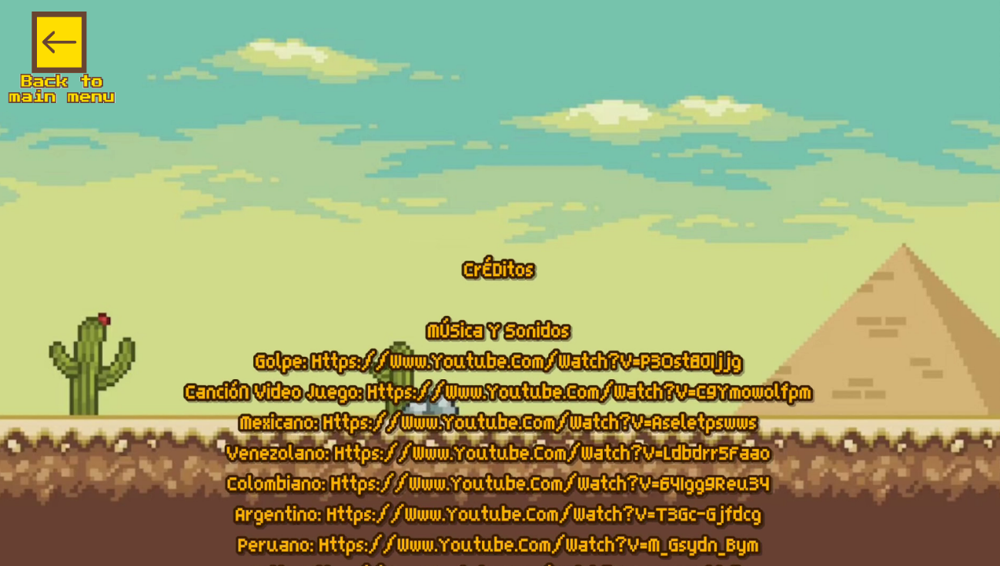 Back to
main menu
CrÉDitos
MÚSica Y Sonidos
Golpe: Https://Www.Youtube.Com/Watch?V=P3Ost80Ijjg
CancióÑ Video Juego: Https://Www.Youtube.Com/Watch?V=C9Ymowolfpm
Mexicano: Https://Www.Youtube.Com/Watch?V=Aseletpswws
Venezolano: Https://Www.Youtube.Com/Watch?V=Ldbdrr5Faao
Colombiano: Https://Www.Youtube.Com/Watch?V=64Igg9Reu34
Argentino: Https://Www.Youtube.Com/Watch?V=T3Gc-Gjfdcg
Peruano: Https://Www.Youtube.Com/Watch?V=M_Gsydn_Bym